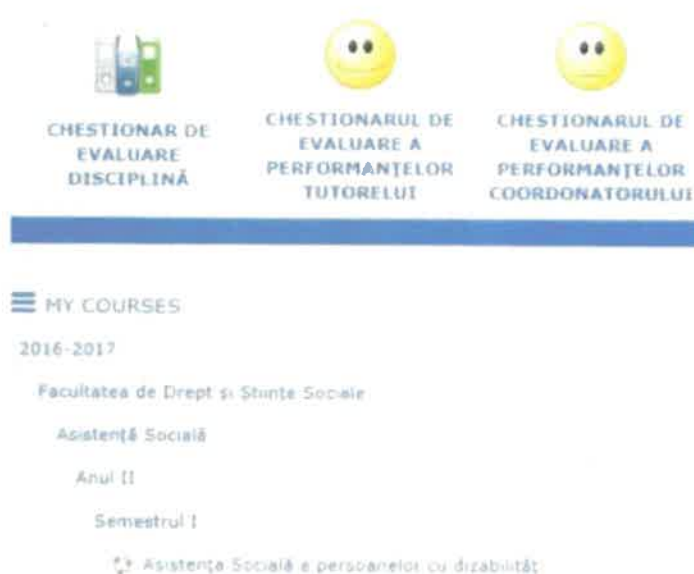 CHESTIONAR DE
EVALUARE
DISCIPLINĂ
CHESTIONARUL DE
EVALUARE A
PERFORMANȚELOR
TUTORELUI
CHESTIONARUL DE
EVALUARE A
PERFORMANȚELOR
COORDONATORULUI
MY COURSES
2016-2017
Facultatea de Drept și Științe Sociale
Asistență Socială
Anul II
Semestrul I
Asistența Socială a persoanelor cu dizabilităț